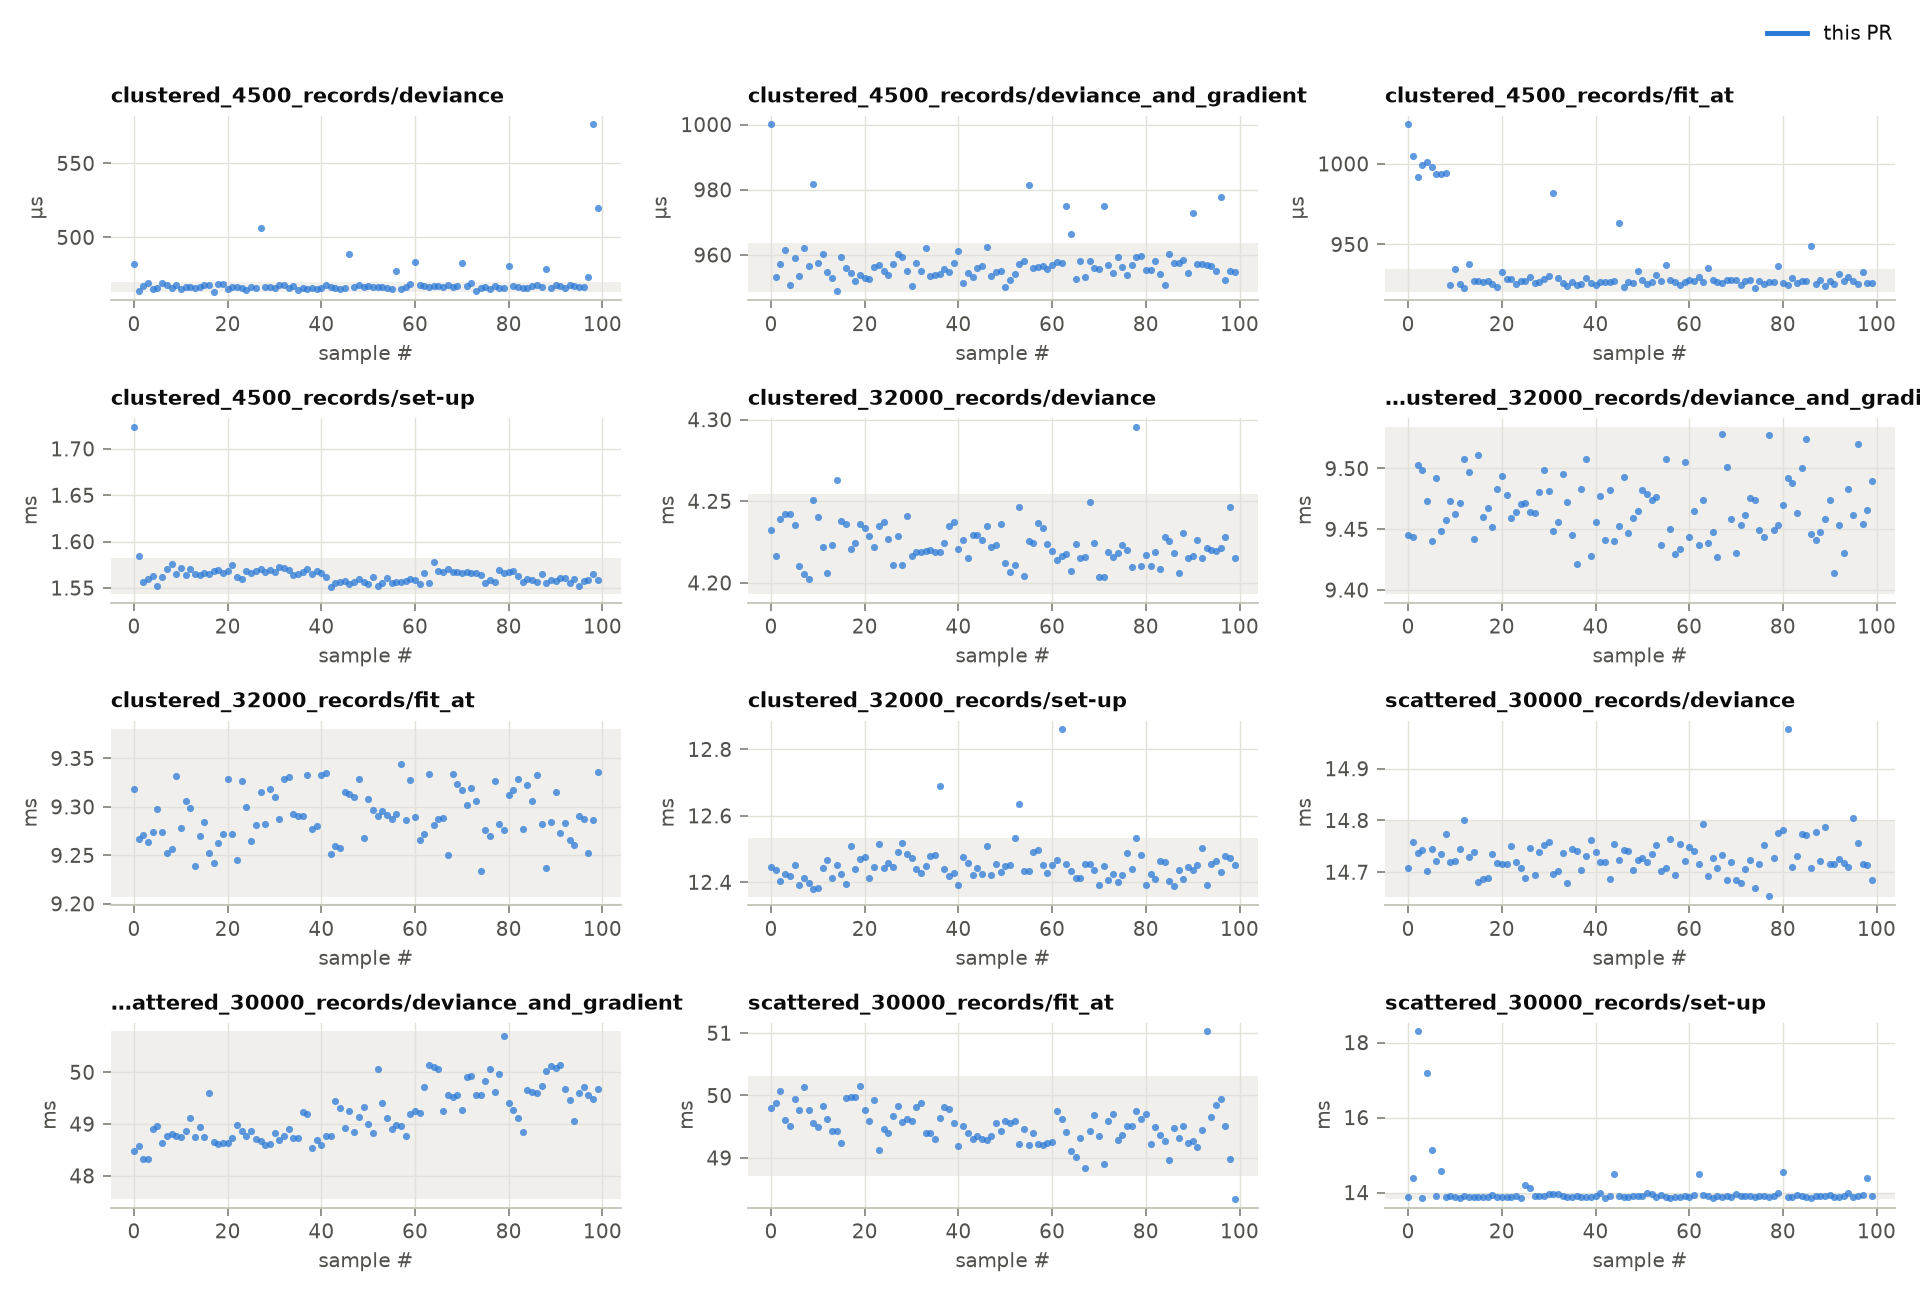 this PR
clustered_4500_records/deviance
clustered_4500_records/deviance_and_gradient
clustered_4500_records/fit_at
550
500
µs
0 20 40 60 80 100
sample #
1000
980
960
µs
0 20 40 60 80 100
sample #
1000
950
µs
0 20 40 60 80 100
sample #
clustered_4500_records/set-up
clustered_32000_records/deviance
…ustered_32000_records/deviance_and_gradi
1.70
1.65
1.60
1.55
ms
0 20 40 60 80 100
sample #
4.30
4.25
4.20
ms
0 20 40 60 80 100
sample #
9.50
9.45
9.40
ms
0 20 40 60 80 100
sample #
clustered_32000_records/fit_at
clustered_32000_records/set-up
scattered_30000_records/deviance
9.35
9.30
9.25
9.20
ms
0 20 40 60 80 100
sample #
12.8
12.6
12.4
ms
0 20 40 60 80 100
sample #
14.9
14.8
14.7
ms
0 20 40 60 80 100
sample #
…attered_30000_records/deviance_and_gradient
scattered_30000_records/fit_at
scattered_30000_records/set-up
50
49
48
ms
0 20 40 60 80 100
sample #
51
50
49
ms
0 20 40 60 80 100
sample #
18
16
14
ms
0 20 40 60 80 100
sample #